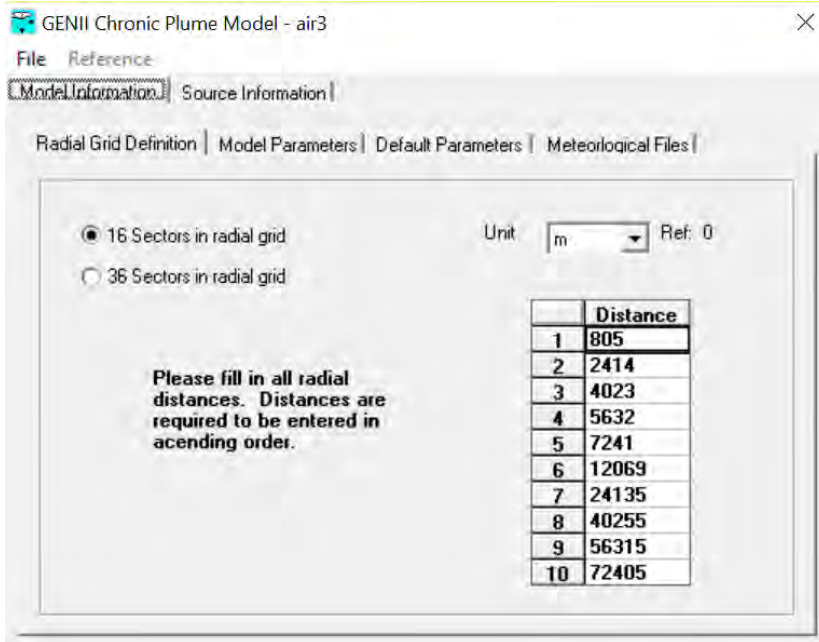 GENII Chronic Plume Model - air3
File Reference
Model Information Source Information
Radial Grid Definition Model Parameters Default Parameters Meteorlogical Files
16 Sectors in radial grid
36 Sectors in radial grid
Unit m Ref: 0
Please fill in all radial
distances. Distances are
required to be entered in
acending order.
Distance
1 805
2 2414
3 4023
4 5632
5 7241
6 12069
7 24135
8 40255
9 56315
10 72405